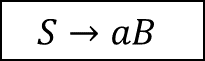 S → aB